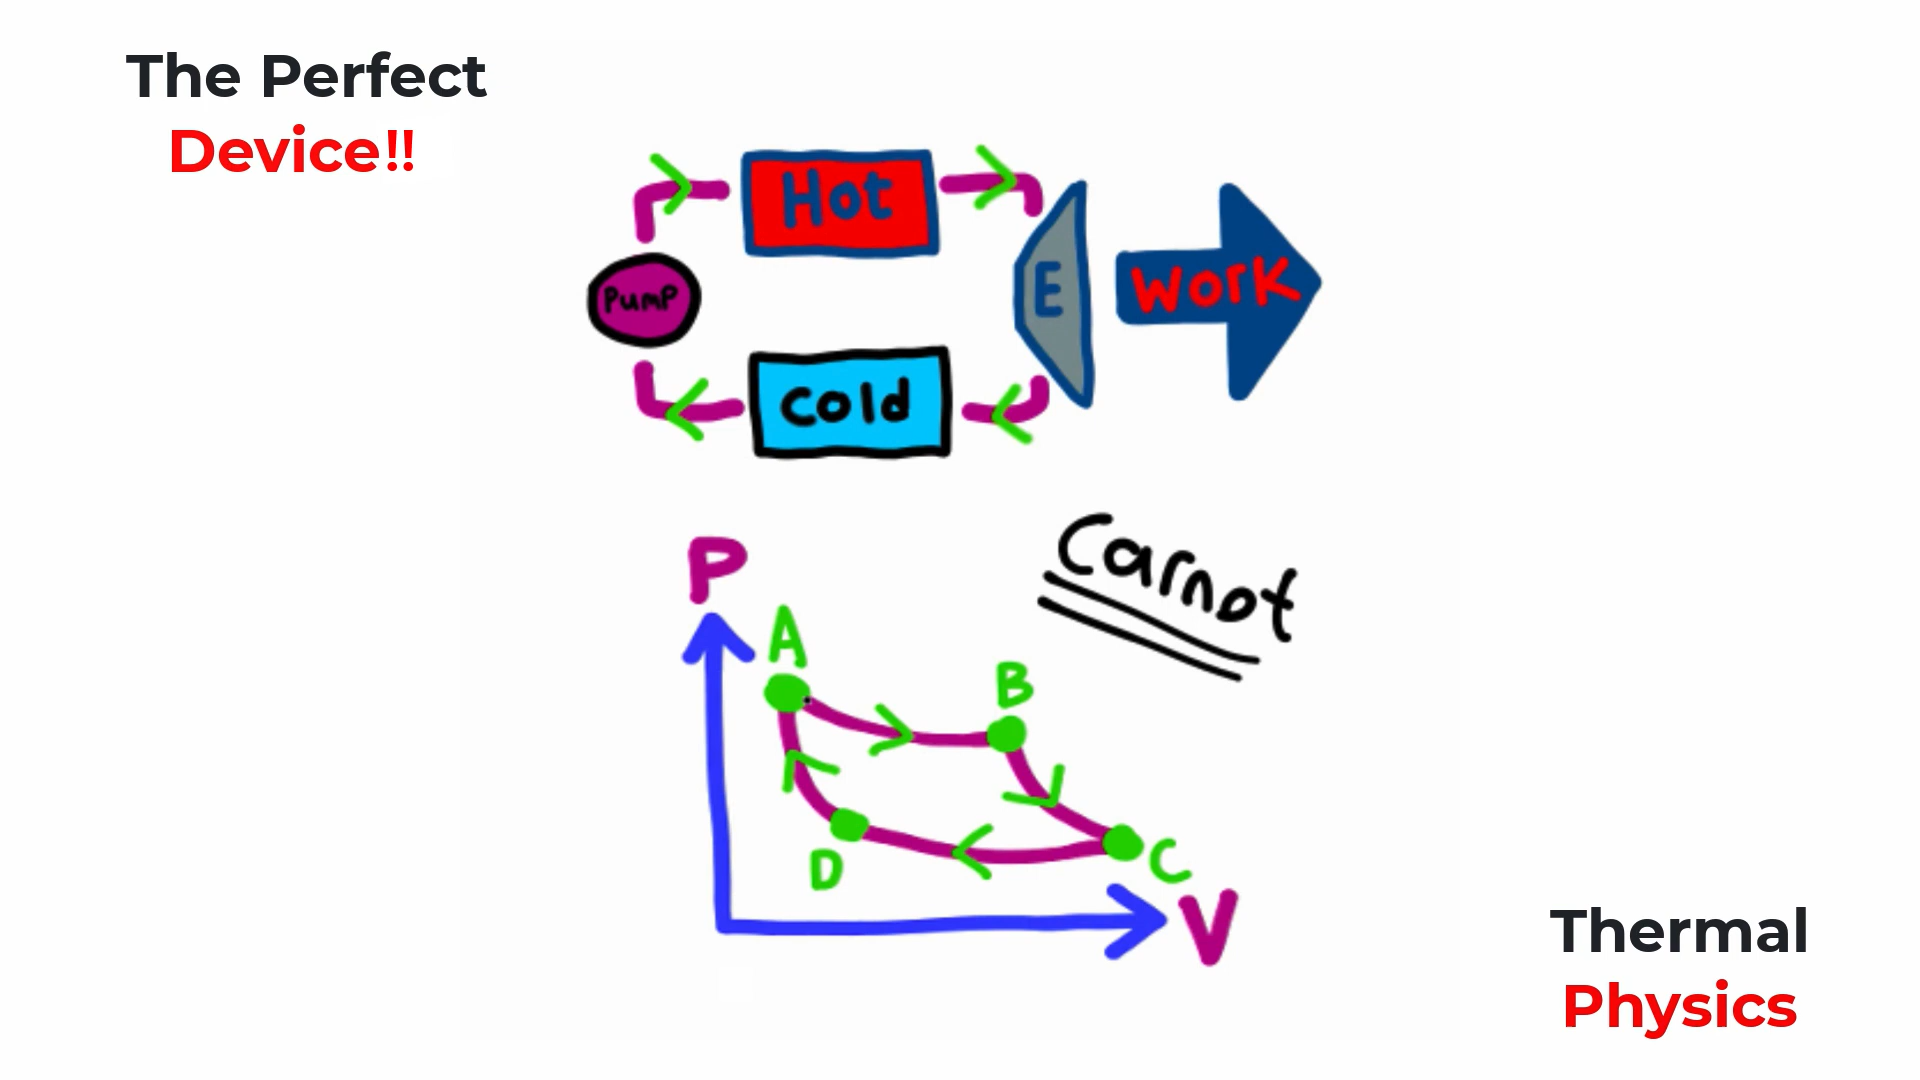 The Perfect
Device!!
Hot
Pump
E
Work
Cold
Carnot
P
A
B
D
C
V
Thermal
Physics